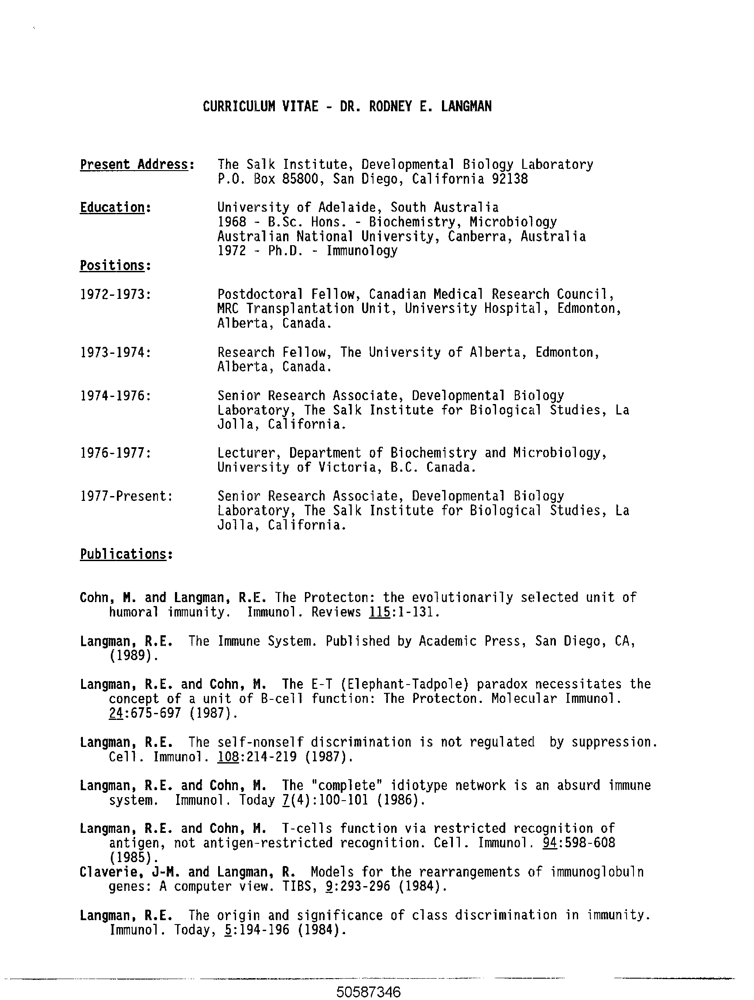 CURRICULUM VITAE - DR. RODNEY E. LANGMAN
Present Address: The Salk Institute, Developmental Biology Laboratory
P.O. Box 85800, San Diego, California 92138
Education: University of Adelaide, South Australia
1968 - B.Sc. Hons. - Biochemistry, Microbiology
Australian National University, Canberra, Australia
1972 - Ph.D. - Immunology
Positions:
1972-1973: Postdoctoral Fellow, Canadian Medical Research Council,
MRC Transplantation Unit, University Hospital, Edmonton,
Alberta, Canada.
1973-1974: Research Fellow, The University of Alberta, Edmonton,
Alberta, Canada.
1974-1976: Senior Research Associate, Developmental Biology
Laboratory, The Salk Institute for Biological Studies, La
Jolla, California.
1976-1977: Lecturer, Department of Biochemistry and Microbiology,
University of Victoria, B.C. Canada.
1977-Present: Senior Research Associate, Developmental Biology
Laboratory, The Salk Institute for Biological Studies, La
Jolla, California.
Publications:
Cohn, M. and Langman, R.E. The Protecton: the evolutionarily selected unit of
humoral immunity. Immunol. Reviews 115:1-131.
Langman, R.E. The Immune System. Published by Academic Press, San Diego, CA,
(1989).
Langman, R.E. and Cohn, M. The E-T (Elephant-Tadpole) paradox necessitates the
concept of a unit of B-cell function: The Protecton. Molecular Immunol.
24:675-697 (1987).
Langman, R.E. The self-nonself discrimination is not regulated by suppression.
Cell. Immunol. 108:214-219 (1987).
Langman, R.E. and Cohn, M. The "complete" idiotype network is an absurd immune
system. Immunol. Today 7(4):100-101 (1986).
Langman, R.E. and Cohn, M. T-cells function via restricted recognition of
antigen, not antigen-restricted recognition. Cell. Immunol. 94:598-608
(1985).
Claverie, J-M. and Langman, R. Models for the rearrangements of immunoglobuln
genes: A computer view. TIBS, 9:293-296 (1984).
Langman, R.E. The origin and significance of class discrimination in immunity.
Immunol. Today, 5:194-196 (1984).
50587346